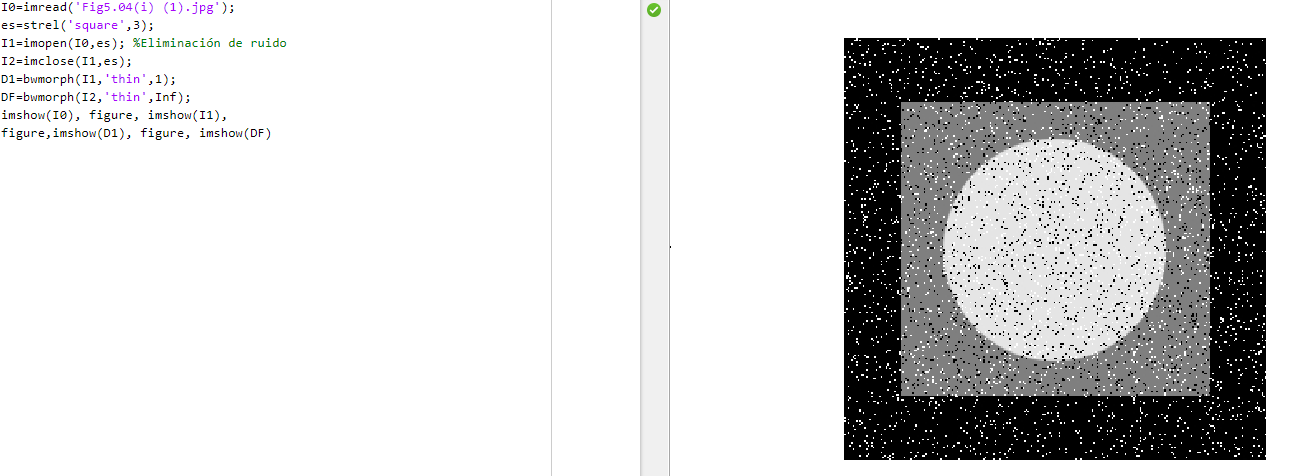 I0=imread('Fig5.04(i) (1).jpg');
es=strel('square',3);
I1=imopen(I0,es); %Eliminación de ruido
I2=imclose(I1,es);
D1=bwmorph(I1,'thin',1);
DF=bwmorph(I2,'thin',Inf);
imshow(I0), figure, imshow(I1),
figure,imshow(D1), figure, imshow(DF)